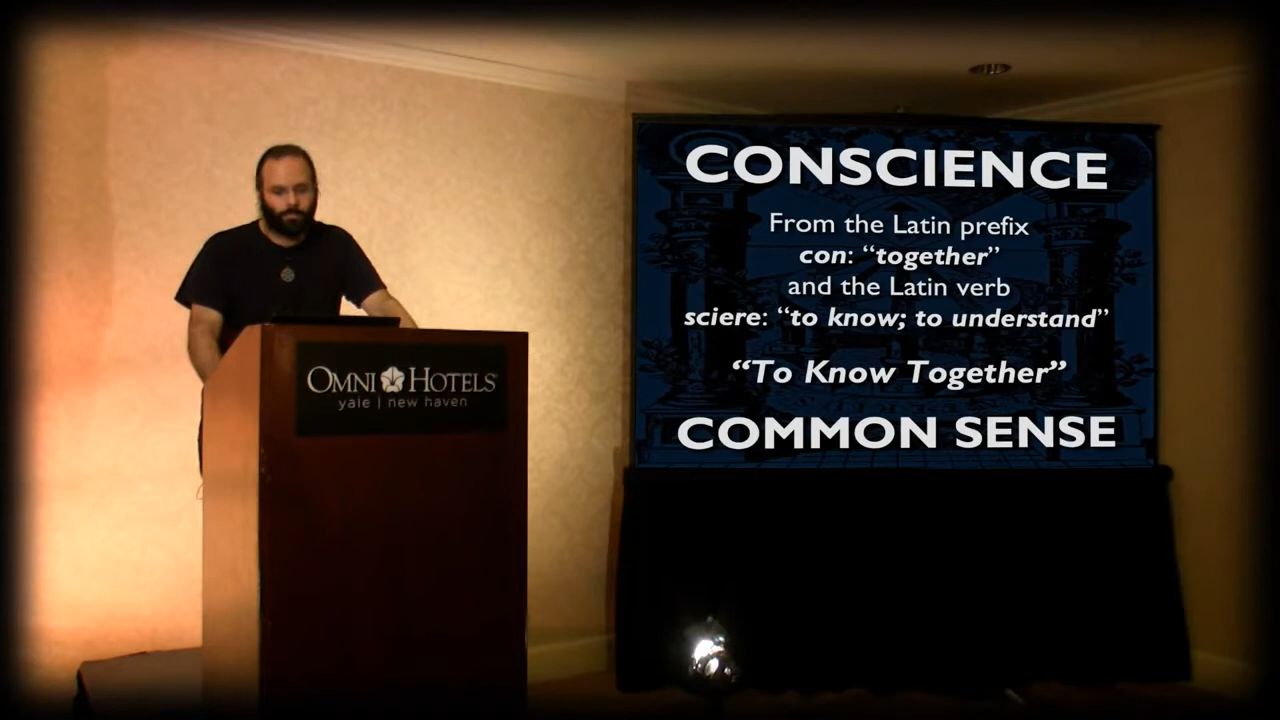 OMNI HOTELS
yale | new haven
CONSCIENCE
From the Latin prefix
con: “together”
and the Latin verb
sciere: “to know; to understand”
“To Know Together”
COMMON SENSE